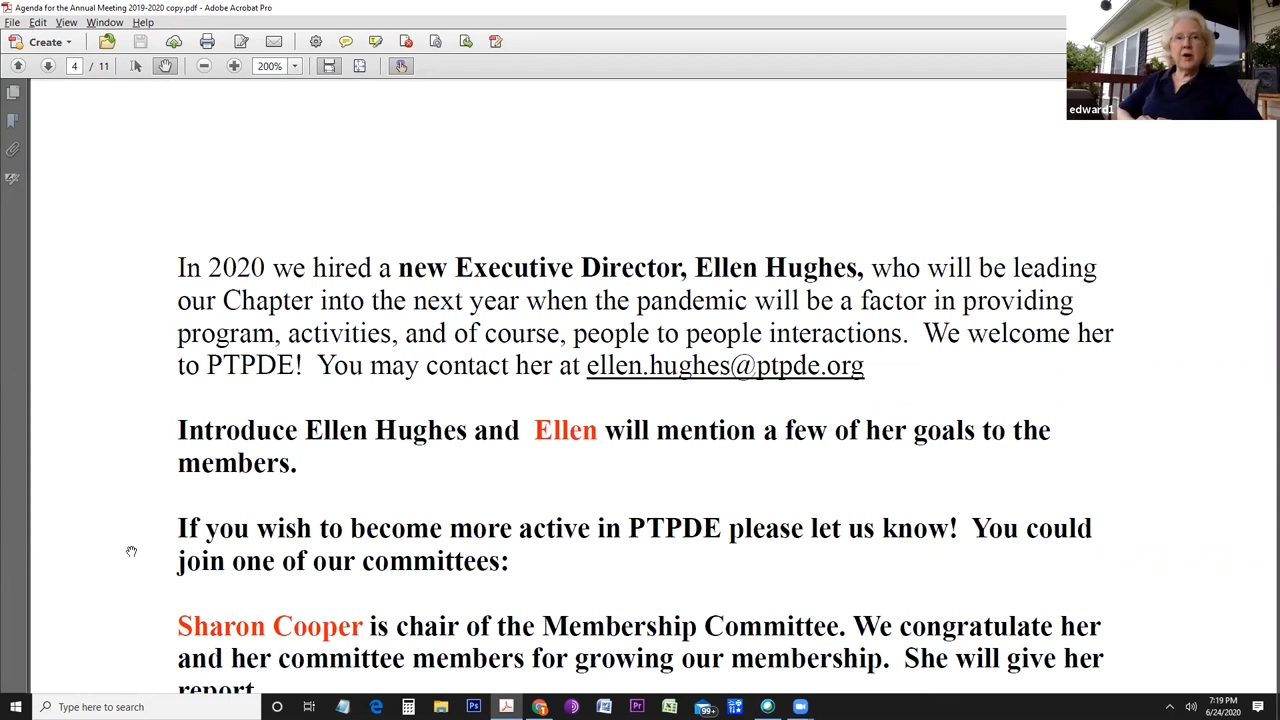 Agenda for the Annual Meeting 2019-2020 copy.pdf - Adobe Acrobat Pro
File Edit View Window Help
Create
4 / 11 200%
edward1
In 2020 we hired a new Executive Director, Ellen Hughes, who will be leading
our Chapter into the next year when the pandemic will be a factor in providing
program, activities, and of course, people to people interactions. We welcome her
to PTPDE! You may contact her at ellen.hughes@ptpde.org
Introduce Ellen Hughes and Ellen will mention a few of her goals to the
members.
If you wish to become more active in PTPDE please let us know! You could
join one of our committees:
Sharon Cooper is chair of the Membership Committee. We congratulate her
and her committee members for growing our membership. She will give her
report
Type here to search
99+
7:19 PM
6/24/2020